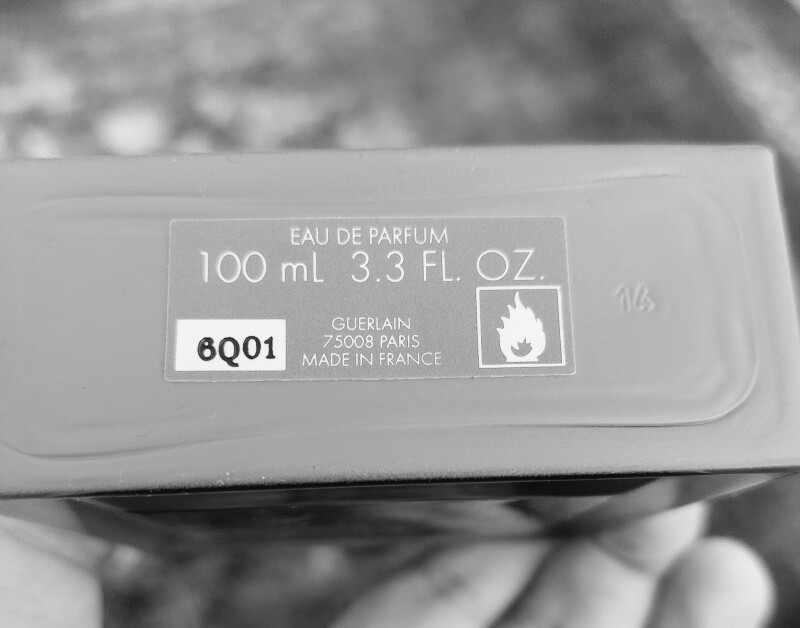 EAU DE PARFUM
100 mL 3.3 FL. OZ.
6Q01
GUERLAIN
75008 PARIS
MADE IN FRANCE
14